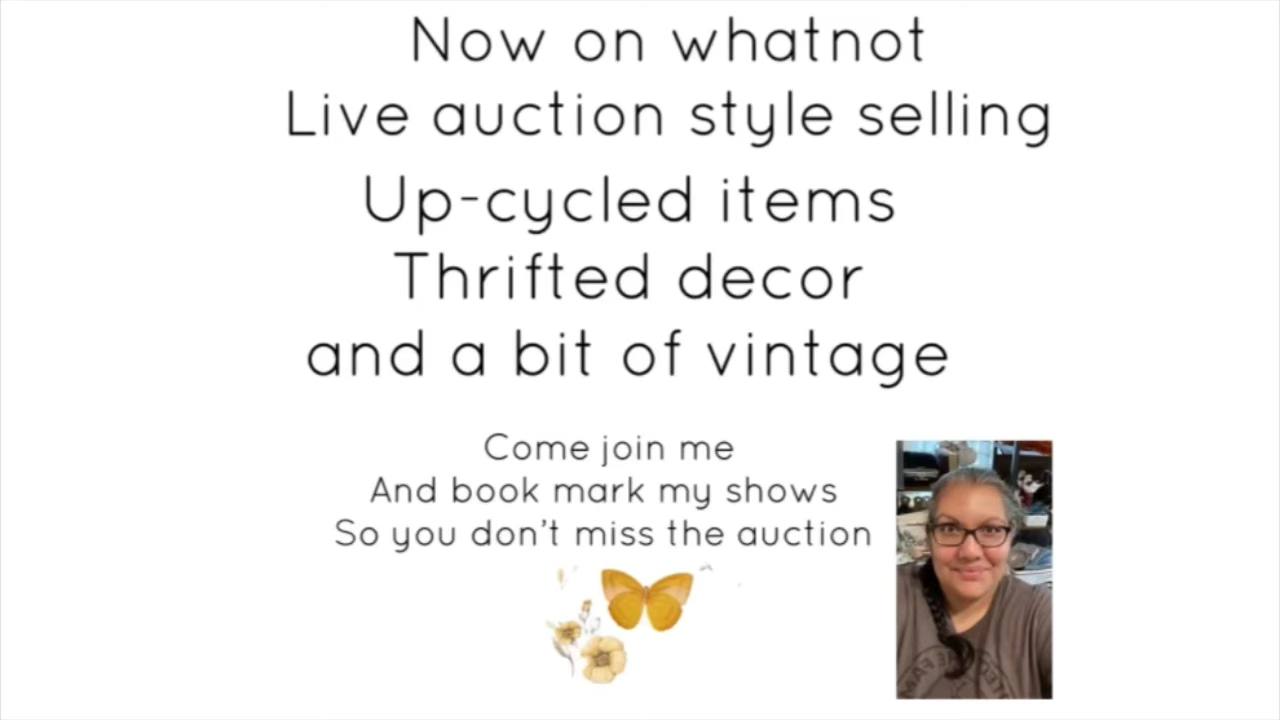 Now on whatnot
Live auction style selling
Up-cycled items
Thrifted decor
and a bit of vintage
Come join me
And book mark my shows
So you don't miss the auction